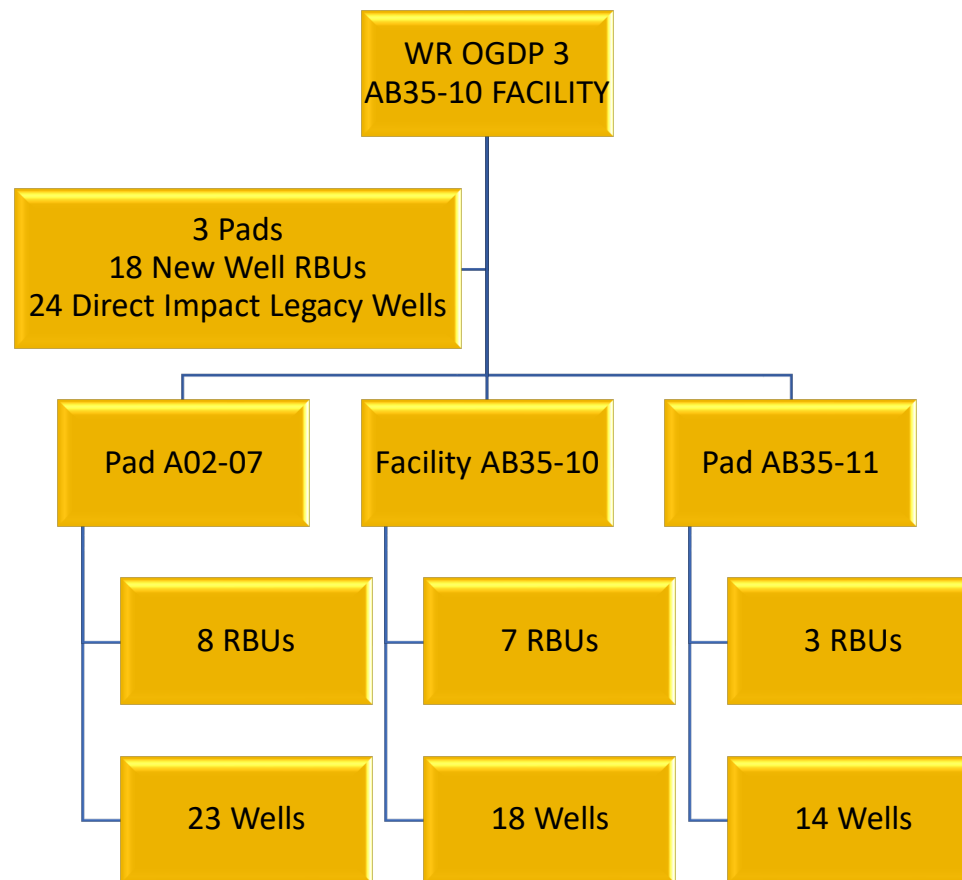 WR OGDP 3
AB35-10 FACILITY
3 Pads
18 New Well RBUs
24 Direct Impact Legacy Wells
Pad A02-07
Facility AB35-10
Pad AB35-11
8 RBUs
7 RBUs
3 RBUs
23 Wells
18 Wells
14 Wells